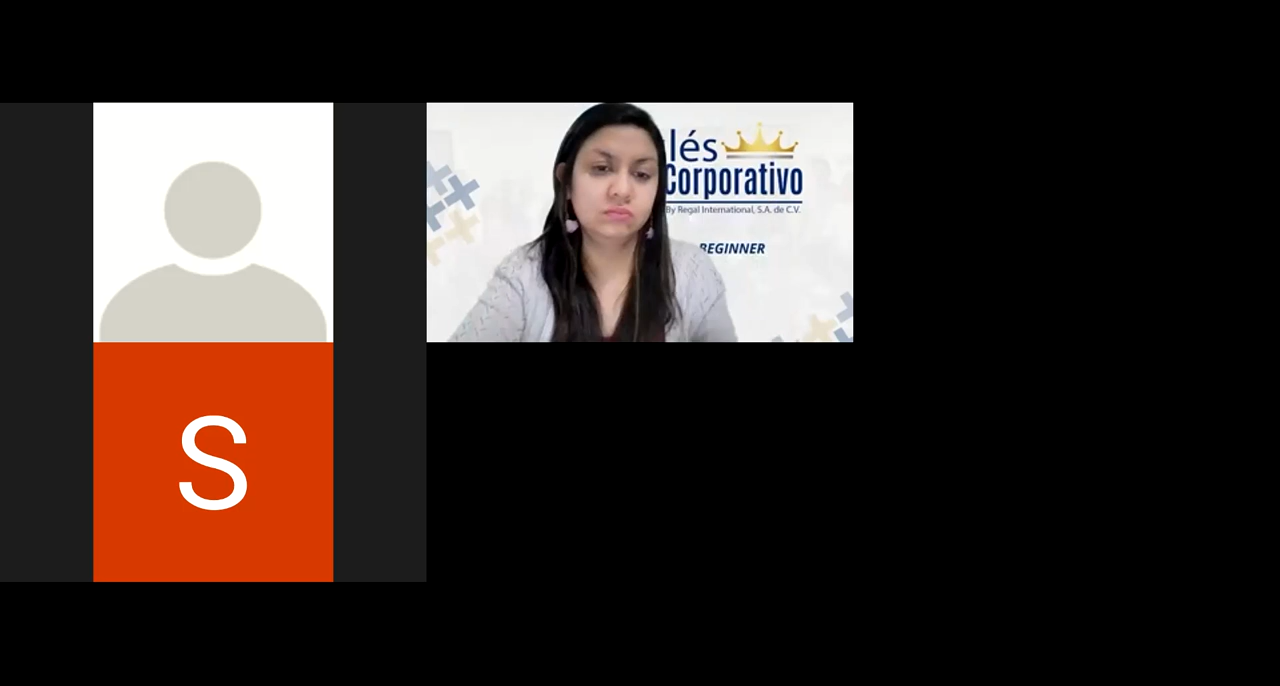 lés
Corporativo
By Regal International, S.A. de C.V.
BEGINNER
S